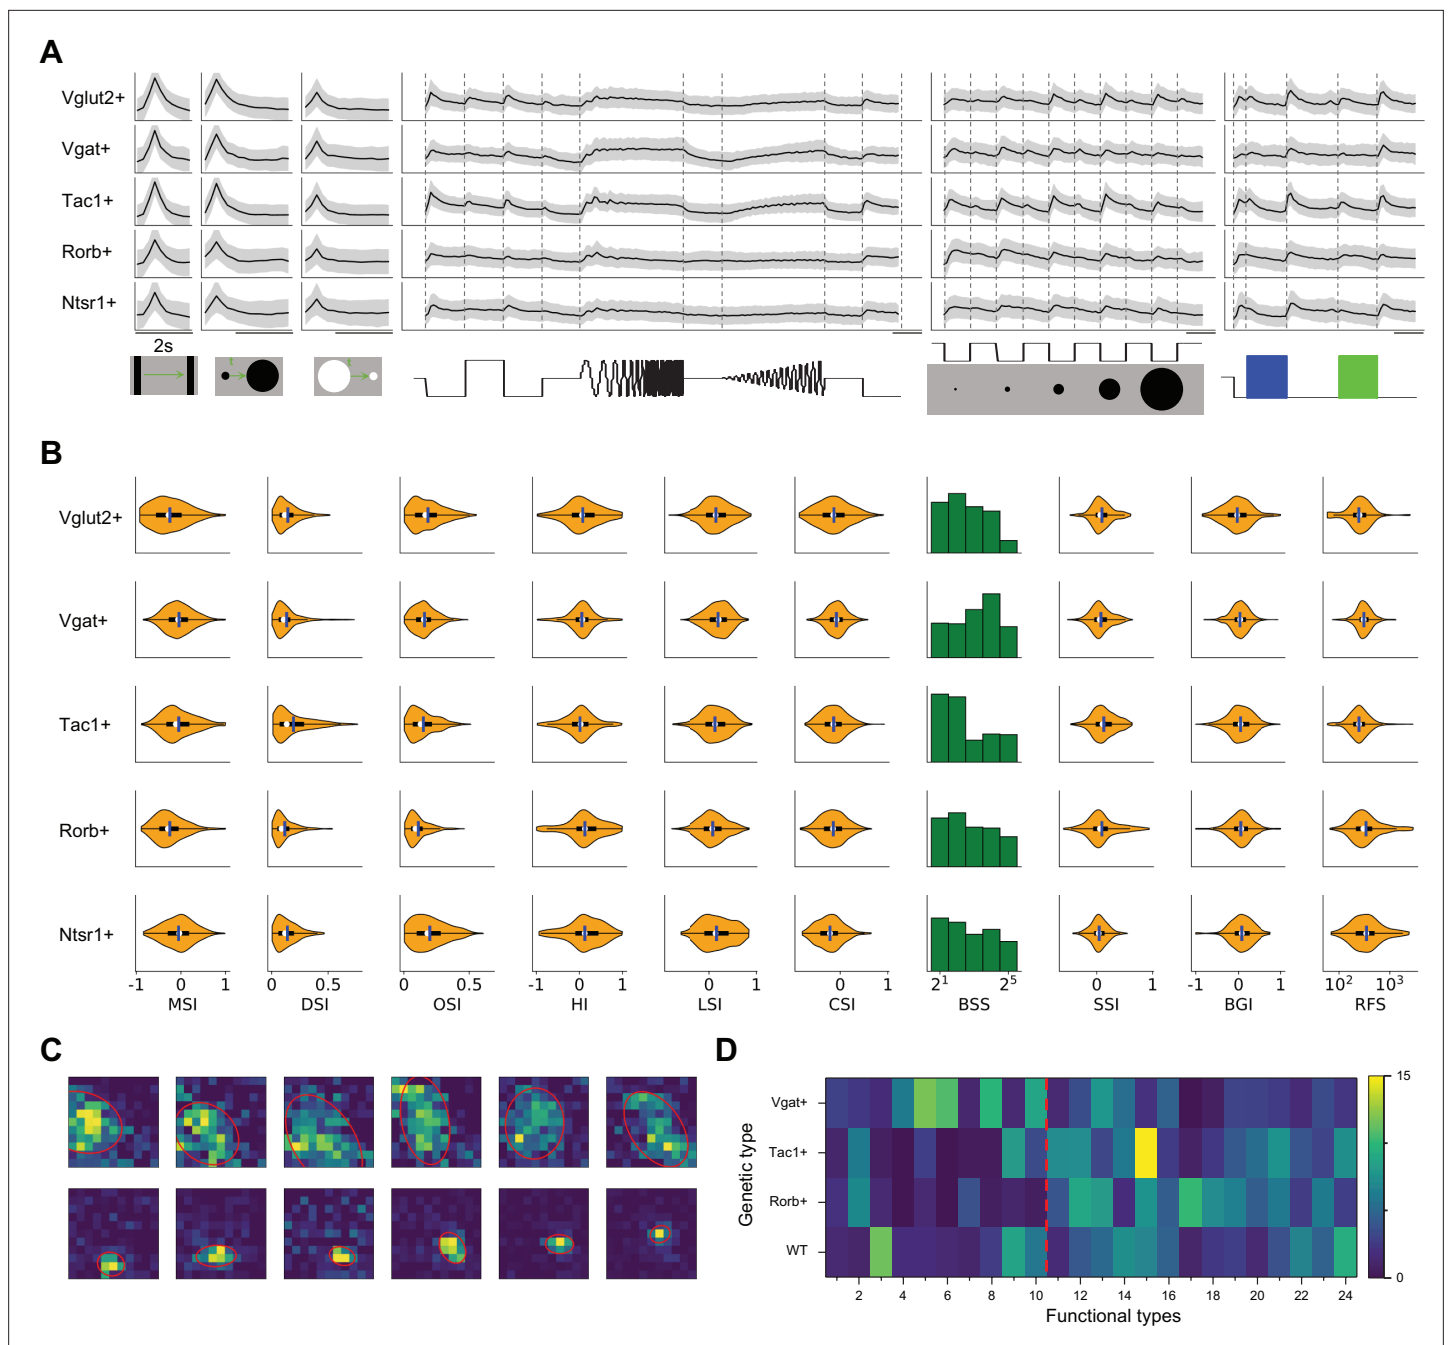 A
Vglut2+
Vgat+
Tac1+
Rorb+
Ntsr1+
2s
t
t
B
Vglut2+
Vgat+
Tac1+
Rorb+
Ntsr1+
-1 0 1 0 0.5 0 0.5 -1 0 1 0 1 0 2¹ 2⁵ 0 1 -1 0 1 10² 10³
MSI DSI OSI HI LSI CSI BSS SSI BGI RFS
C
D
Genetic type
Vgat+
Tac1+
Rorb+
WT
2 4 6 8 10 12 14 16 18 20 22 24
Functional types
15
0